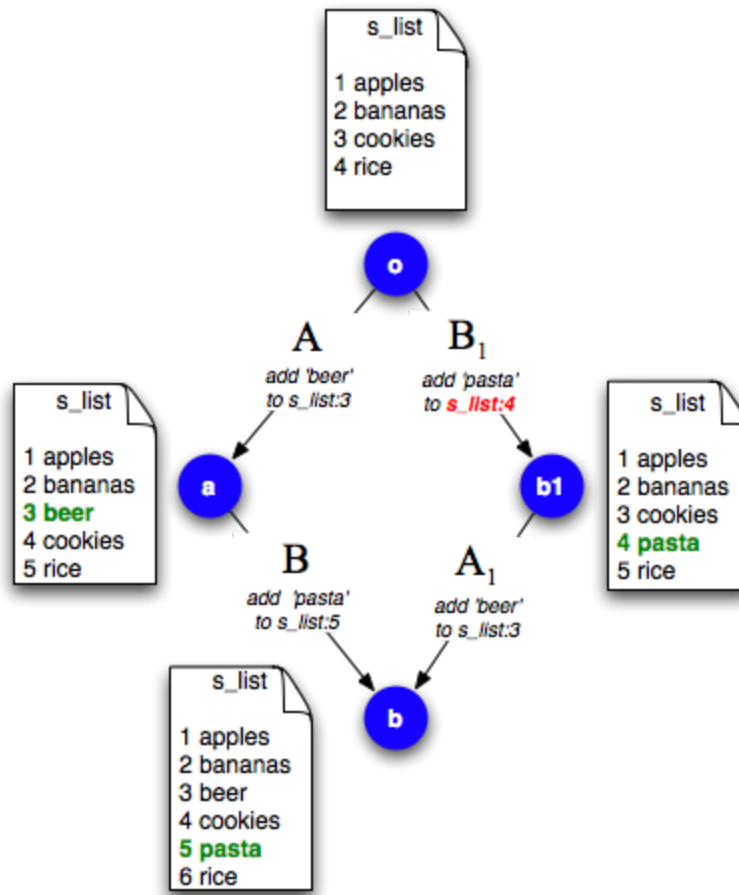 s_list
1 apples
2 bananas
3 cookies
4 rice
o
A
add 'beer'
to s_list:3
B₁
add 'pasta'
to s_list:4
s_list
1 apples
2 bananas
3 beer
4 cookies
5 rice
a
b1
s_list
1 apples
2 bananas
3 cookies
4 pasta
5 rice
B
add 'pasta'
to s_list:5
A₁
add 'beer'
to s_list:3
b
s_list
1 apples
2 bananas
3 beer
4 cookies
5 pasta
6 rice